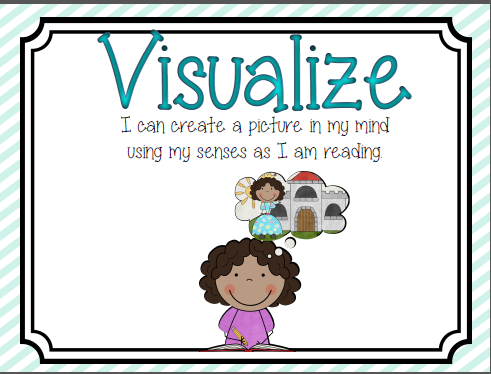 Visualize
I can create a picture in my mind
using my senses as I am reading.